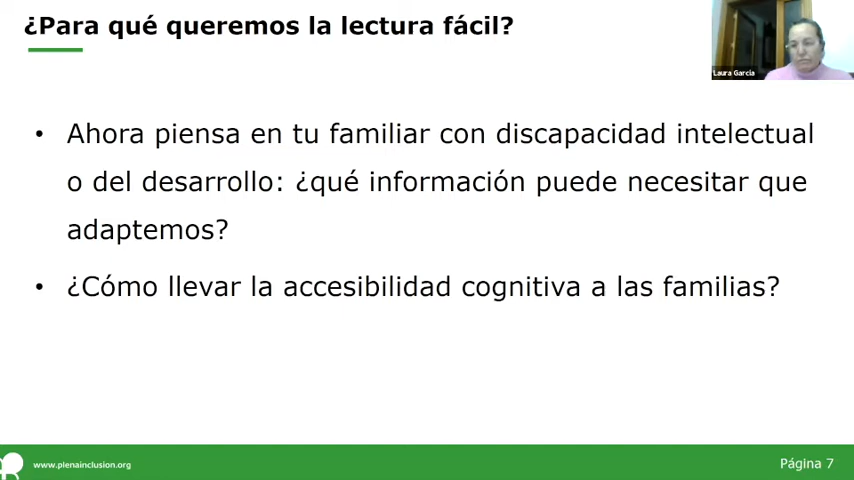 ¿Para qué queremos la lectura fácil?
Laura García
• Ahora piensa en tu familiar con discapacidad intelectual
o del desarrollo: ¿qué información puede necesitar que
adaptemos?
• ¿Cómo llevar la accesibilidad cognitiva a las familias?
www.plenainclusion.org
Página 7